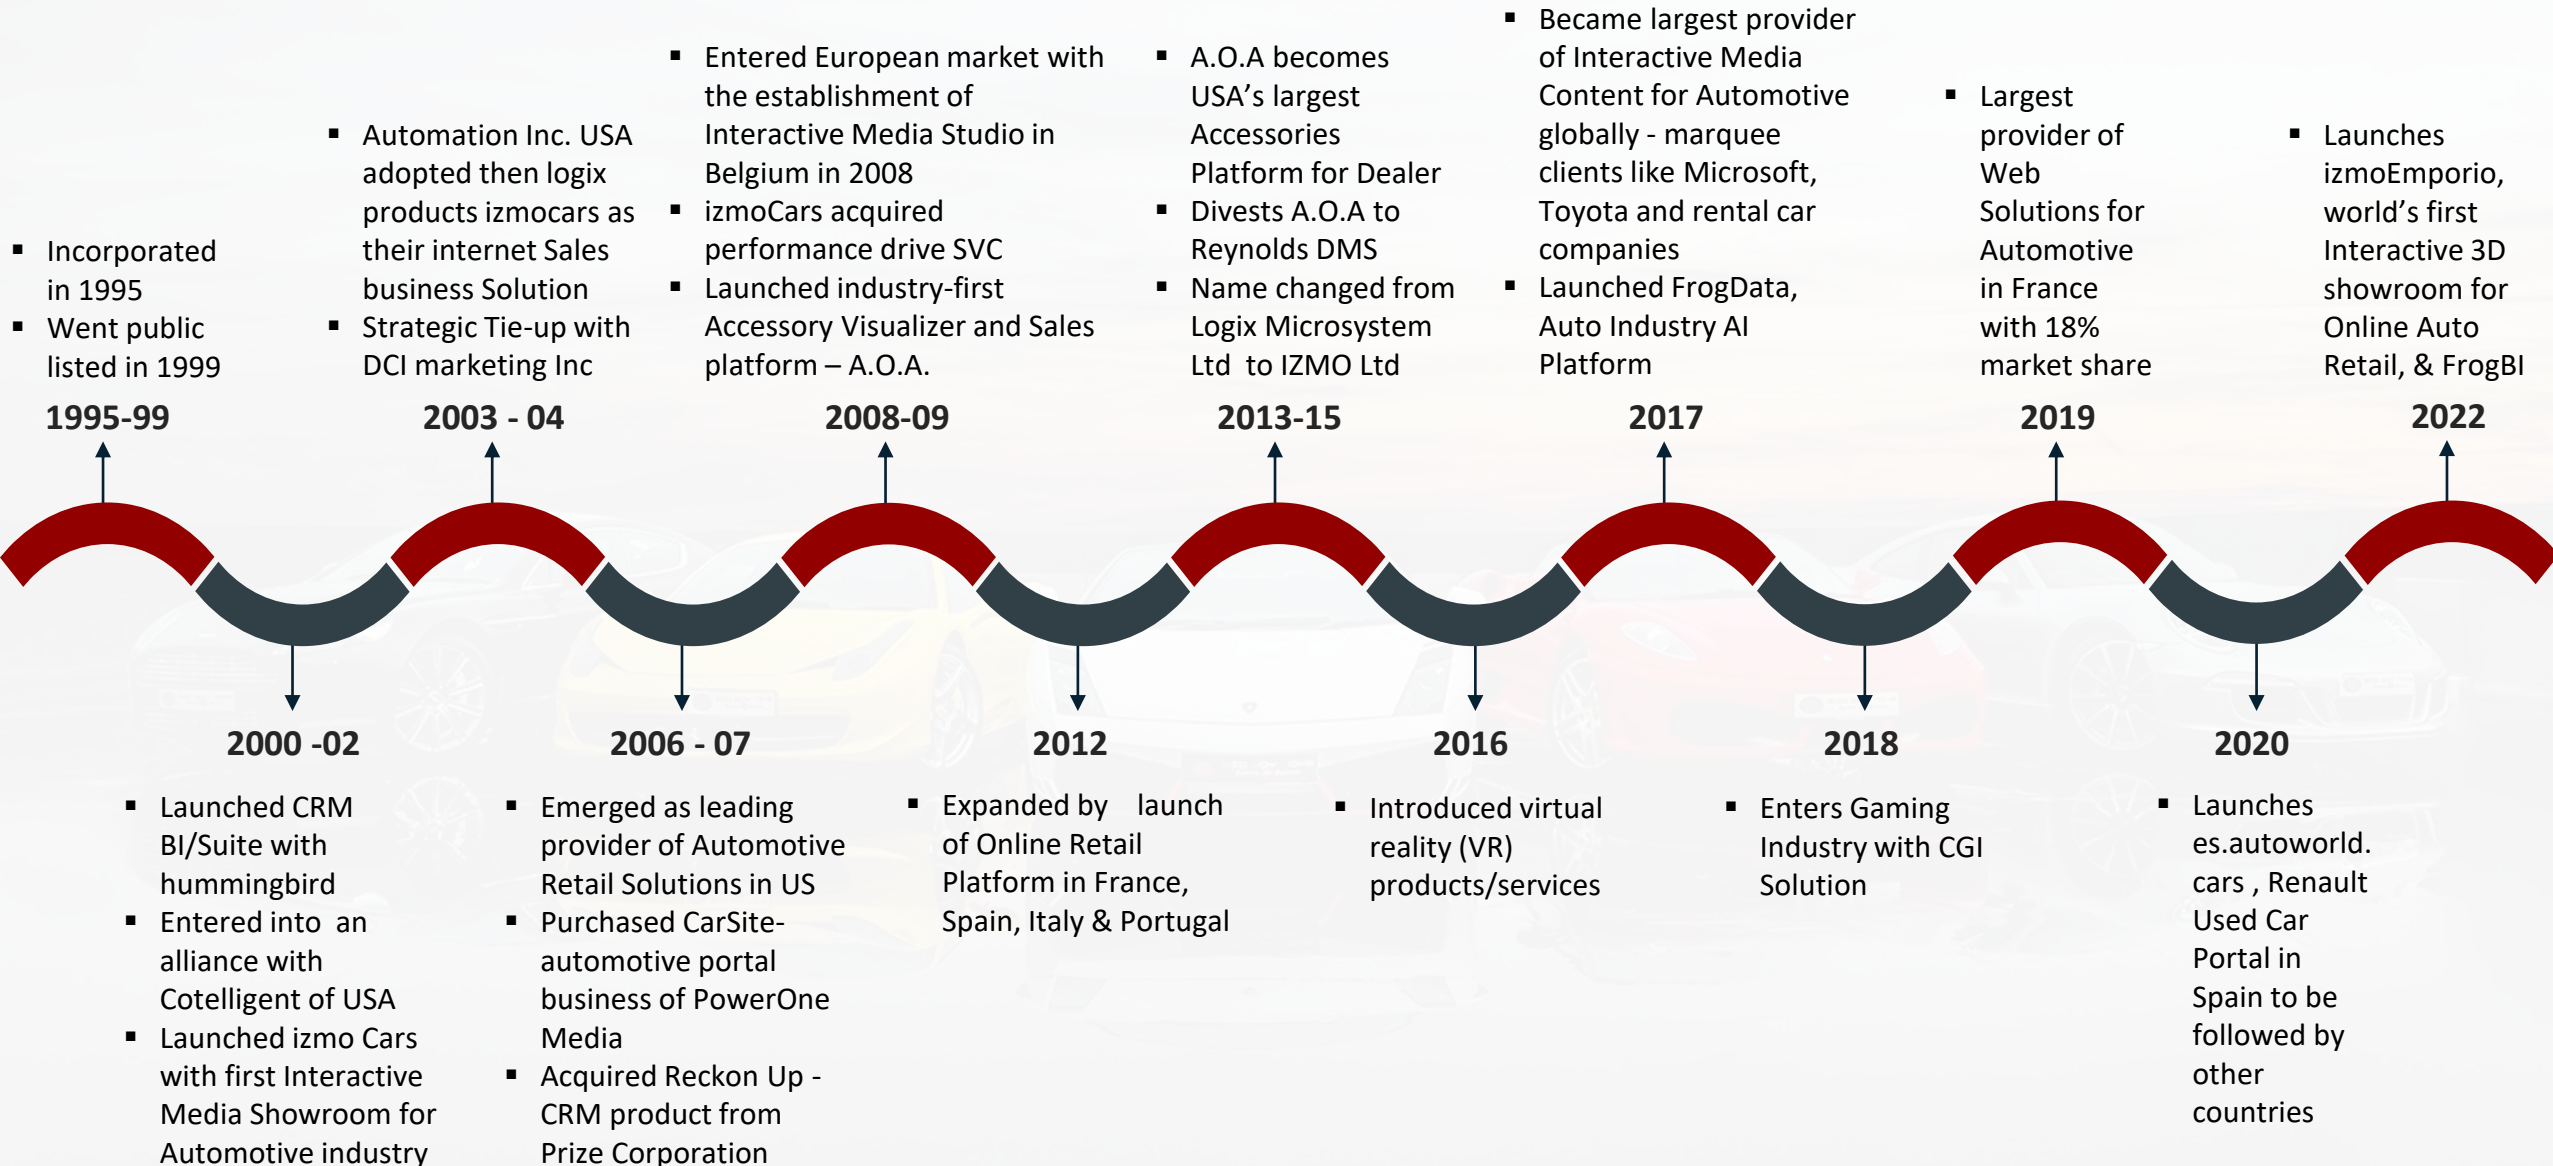 ▪ Incorporated
in 1995
▪ Went public
listed in 1999
1995-99
▪ Automation Inc. USA
adopted then logix
products izmocars as
their internet Sales
business Solution
▪ Strategic Tie-up with
DCI marketing Inc
2003 - 04
▪ Entered European market with
the establishment of
Interactive Media Studio in
Belgium in 2008
▪ izmoCars acquired
performance drive SVC
▪ Launched industry-first
Accessory Visualizer and Sales
platform – A.O.A.
2008-09
▪ A.O.A becomes
USA’s largest
Accessories
Platform for Dealer
▪ Divests A.O.A to
Reynolds DMS
▪ Name changed from
Logix Microsystem
Ltd to IZMO Ltd
2013-15
▪ Became largest provider
of Interactive Media
Content for Automotive
globally - marquee
clients like Microsoft,
Toyota and rental car
companies
▪ Launched FrogData,
Auto Industry AI
Platform
2017
▪ Largest
provider of
Web
Solutions for
Automotive
in France
with 18%
market share
2019
▪ Launches
izmoEmporio,
world’s first
Interactive 3D
showroom for
Online Auto
Retail, & FrogBI
2022
2000 -02
▪ Launched CRM
BI/Suite with
hummingbird
▪ Entered into an
alliance with
Cotelligent of USA
▪ Launched izmo Cars
with first Interactive
Media Showroom for
Automotive industry
2006 - 07
▪ Emerged as leading
provider of Automotive
Retail Solutions in US
▪ Purchased CarSite-
automotive portal
business of PowerOne
Media
▪ Acquired Reckon Up -
CRM product from
Prize Corporation
2012
▪ Expanded by launch
of Online Retail
Platform in France,
Spain, Italy & Portugal
2016
▪ Introduced virtual
reality (VR)
products/services
2018
▪ Enters Gaming
Industry with CGI
Solution
2020
▪ Launches
es.autoworld.
cars , Renault
Used Car
Portal in
Spain to be
followed by
other
countries